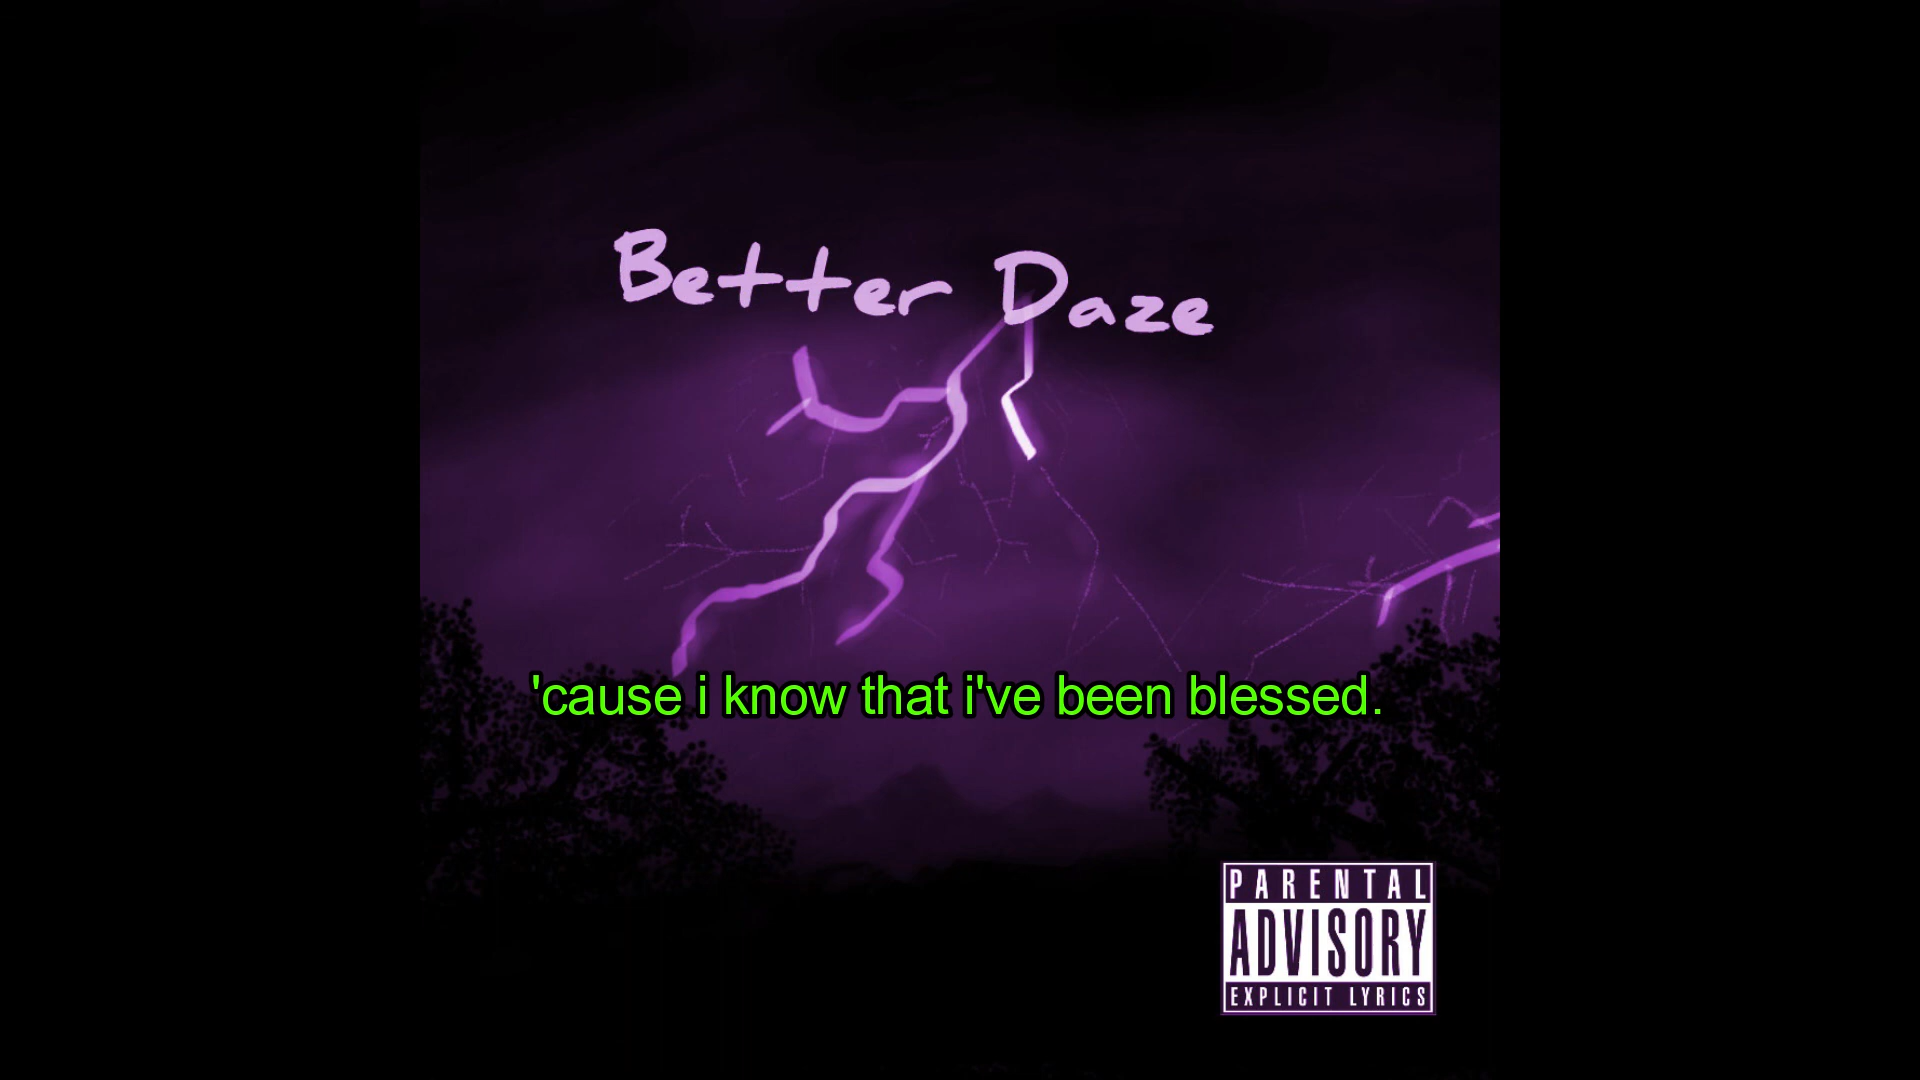 Better Daze
'cause i know that i've been blessed.
PARENTAL
ADVISORY
EXPLICIT LYRICS